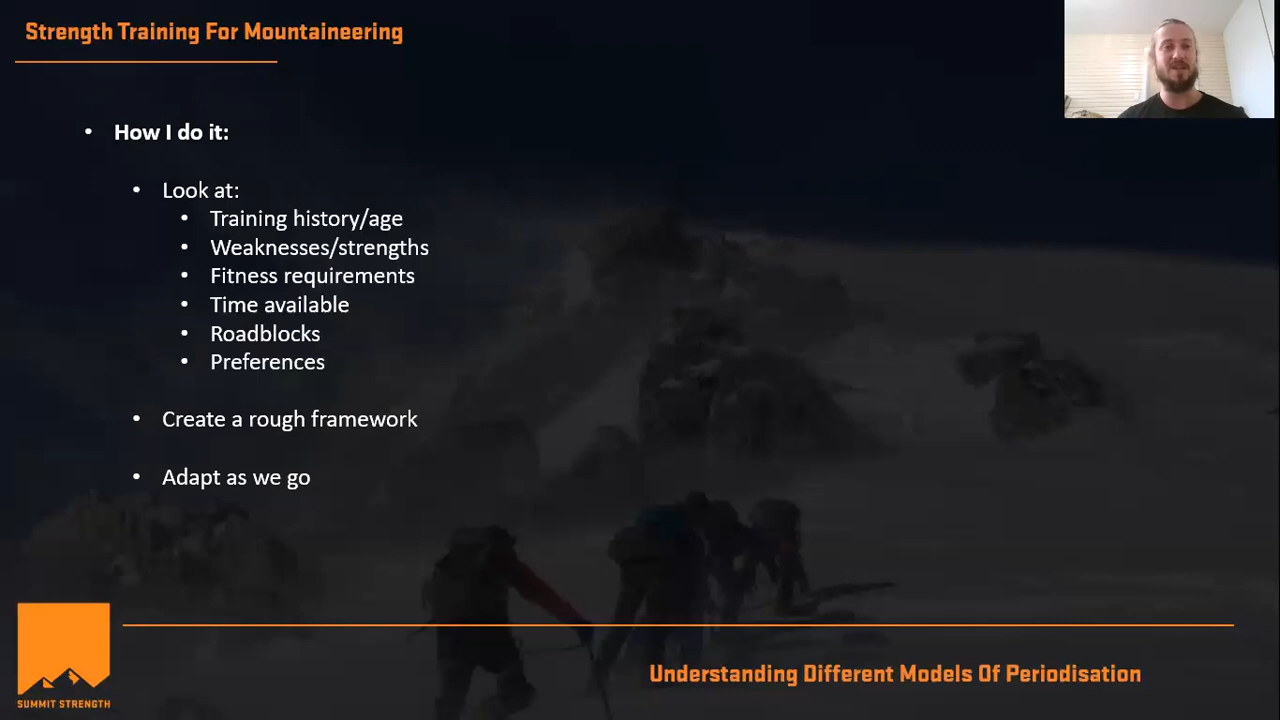 Strength Training For Mountaineering
• How I do it:
• Look at:
• Training history/age
• Weaknesses/strengths
• Fitness requirements
• Time available
• Roadblocks
• Preferences
• Create a rough framework
• Adapt as we go
Understanding Different Models Of Periodisation
SUMMIT STRENGTH